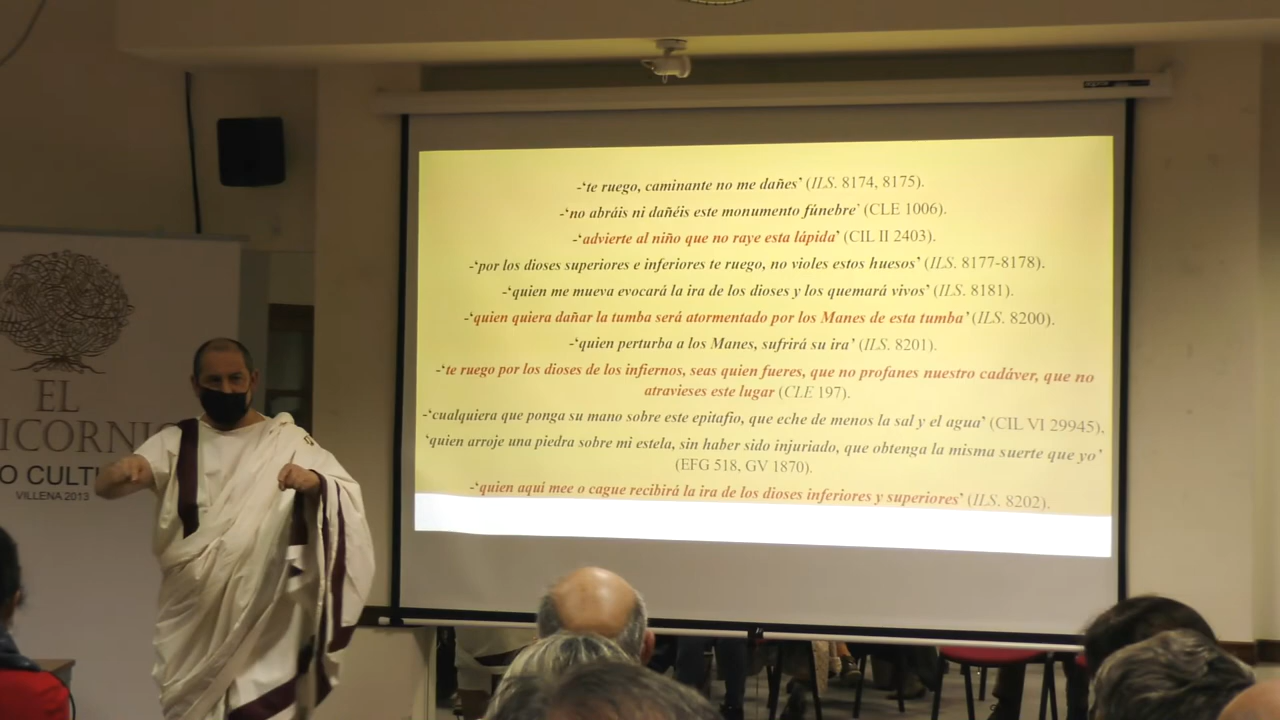 -‘te ruego, caminante no me dañes’ (ILS. 8174, 8175).
-‘no abráis ni dañéis este monumento fúnebre’ (CLE 1006).
-‘advierte al niño que no raye esta lápida’ (CIL II 2403).
-‘por los dioses superiores e inferiores te ruego, no violes estos huesos’ (ILS. 8177-8178).
-‘quien me mueva evocará la ira de los dioses y los quemará vivos’ (ILS. 8181).
-‘quien quiera dañar la tumba será atormentado por los Manes de esta tumba’ (ILS. 8200).
-‘quien perturba a los Manes, sufrirá su ira’ (ILS. 8201).
-‘te ruego por los dioses de los infiernos, seas quien fueres, que no profanes nuestro cadáver, que no
atravieses este lugar (CLE 197).
-‘cualquiera que ponga su mano sobre este epitafio, que eche de menos la sal y el agua’ (CIL VI 29945),
‘quien arroje una piedra sobre mi estela, sin haber sido injuriado, que obtenga la misma suerte que yo’
(EFG 518, GV 1870).
-‘quien aquí mee o cague recibirá la ira de los dioses inferiores y superiores’ (ILS. 8202).
EL
ICORNI
O CULT
VILLENA 2013